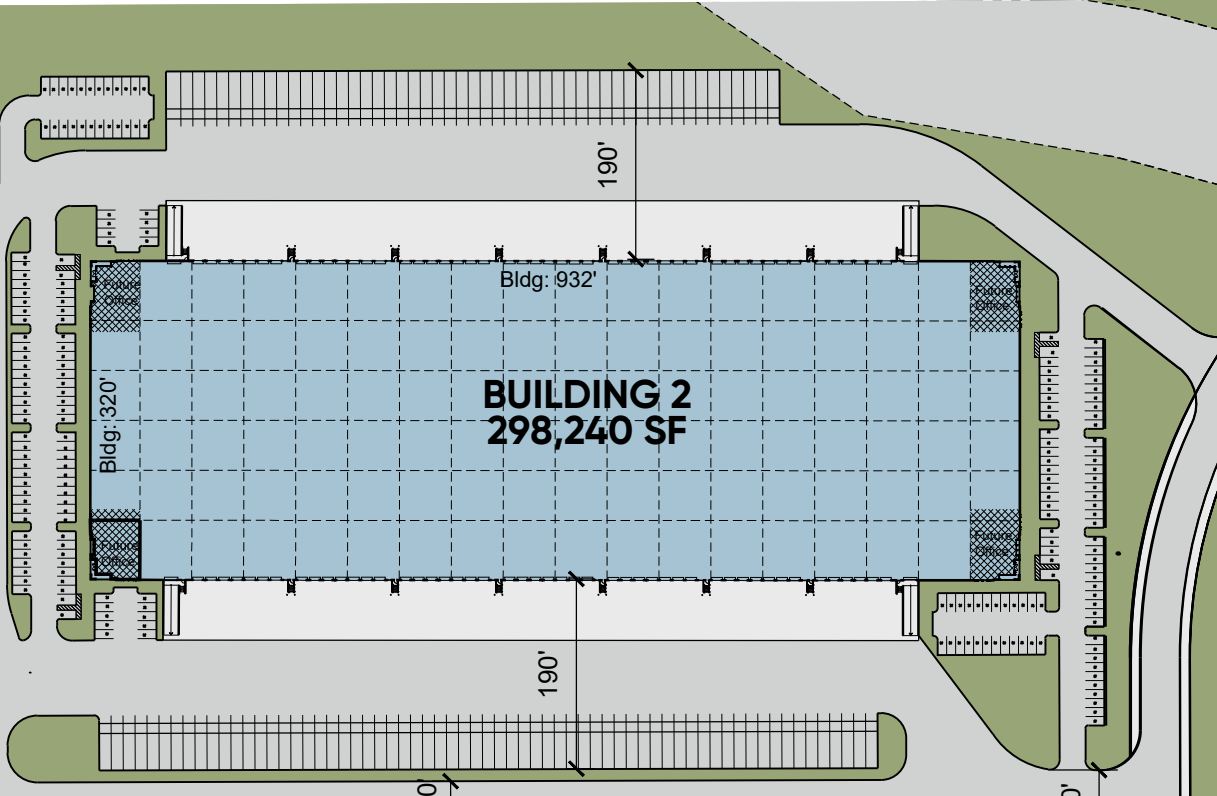 190'
Bldg: 932'
Future
Office
Future
Office
BUILDING 2
298,240 SF
Bldg: 320'
Future
Office
Future
Office
190'